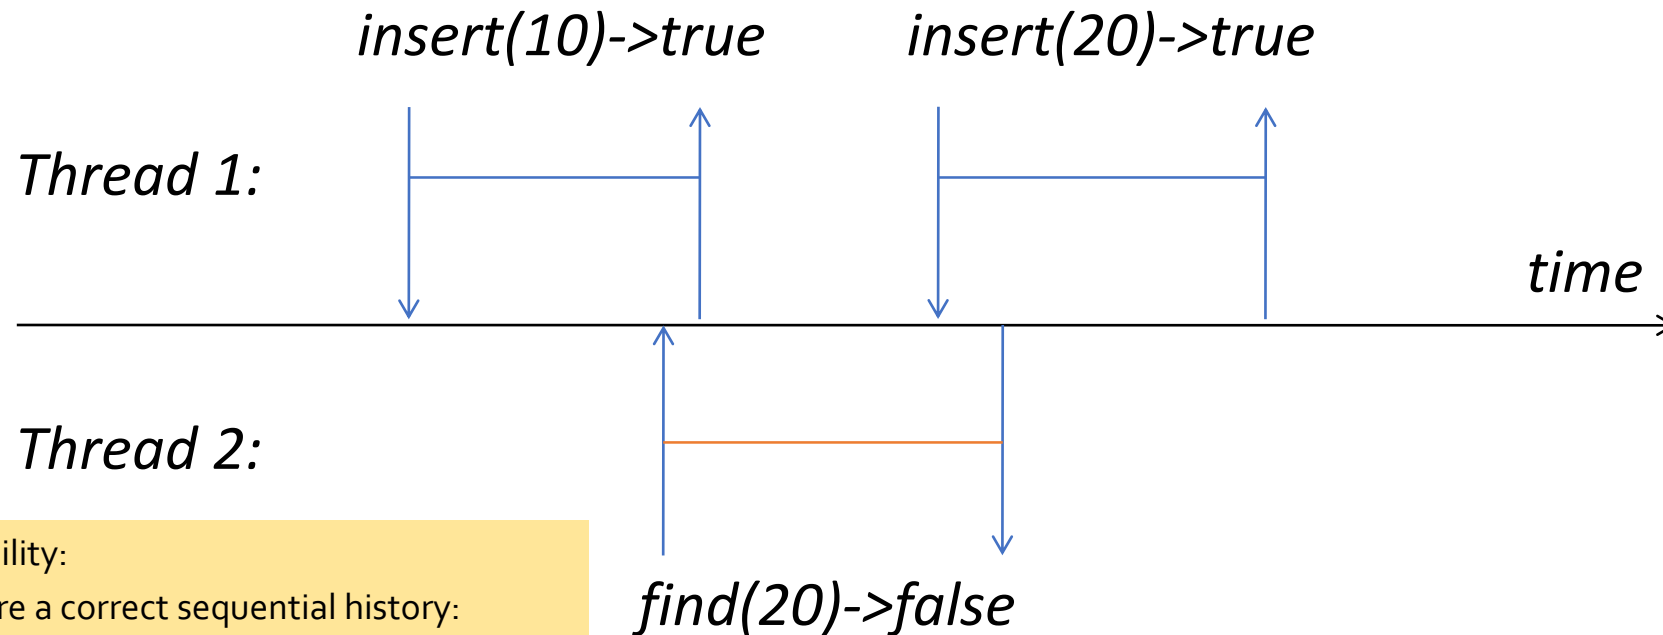 insert(10)->true insert(20)->true
Thread 1:
time
Thread 2:
ility:
re a correct sequential history:
find(20)->false